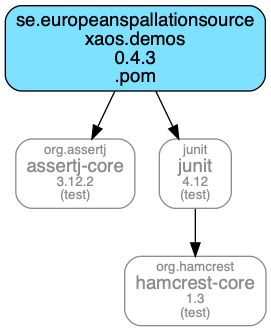 se.europeanspallationsource
xaos.demos
0.4.3
.pom
org.assertj
assertj-core
3.12.2
(test)
junit
junit
4.12
(test)
org.hamcrest
hamcrest-core
1.3
(test)